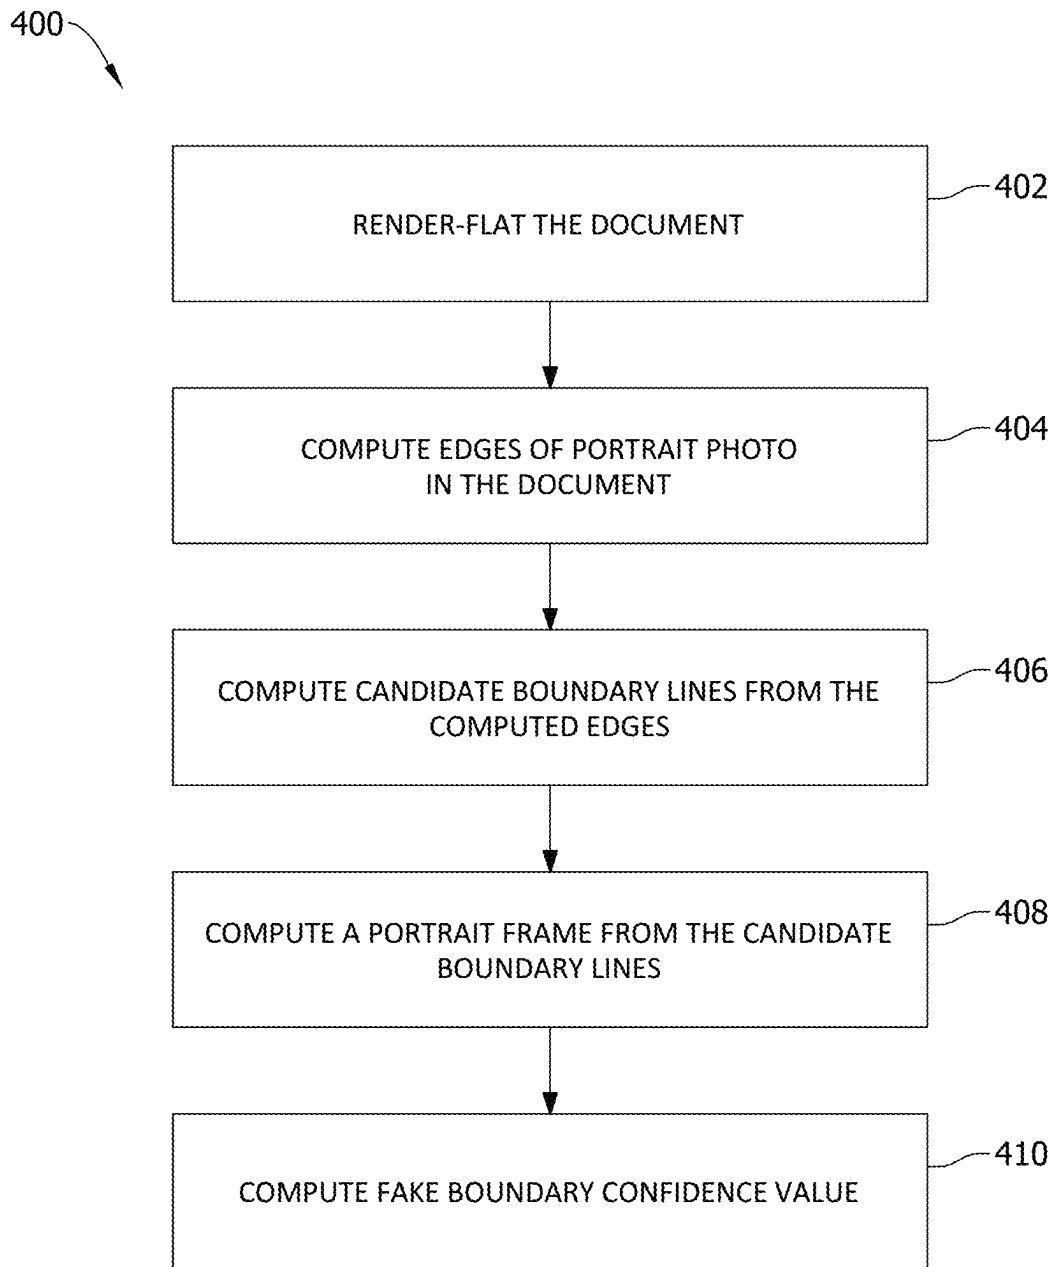 400
402
RENDER-FLAT THE DOCUMENT
404
COMPUTE EDGES OF PORTRAIT PHOTO
IN THE DOCUMENT
406
COMPUTE CANDIDATE BOUNDARY LINES FROM THE
COMPUTED EDGES
408
COMPUTE A PORTRAIT FRAME FROM THE CANDIDATE
BOUNDARY LINES
410
COMPUTE FAKE BOUNDARY CONFIDENCE VALUE